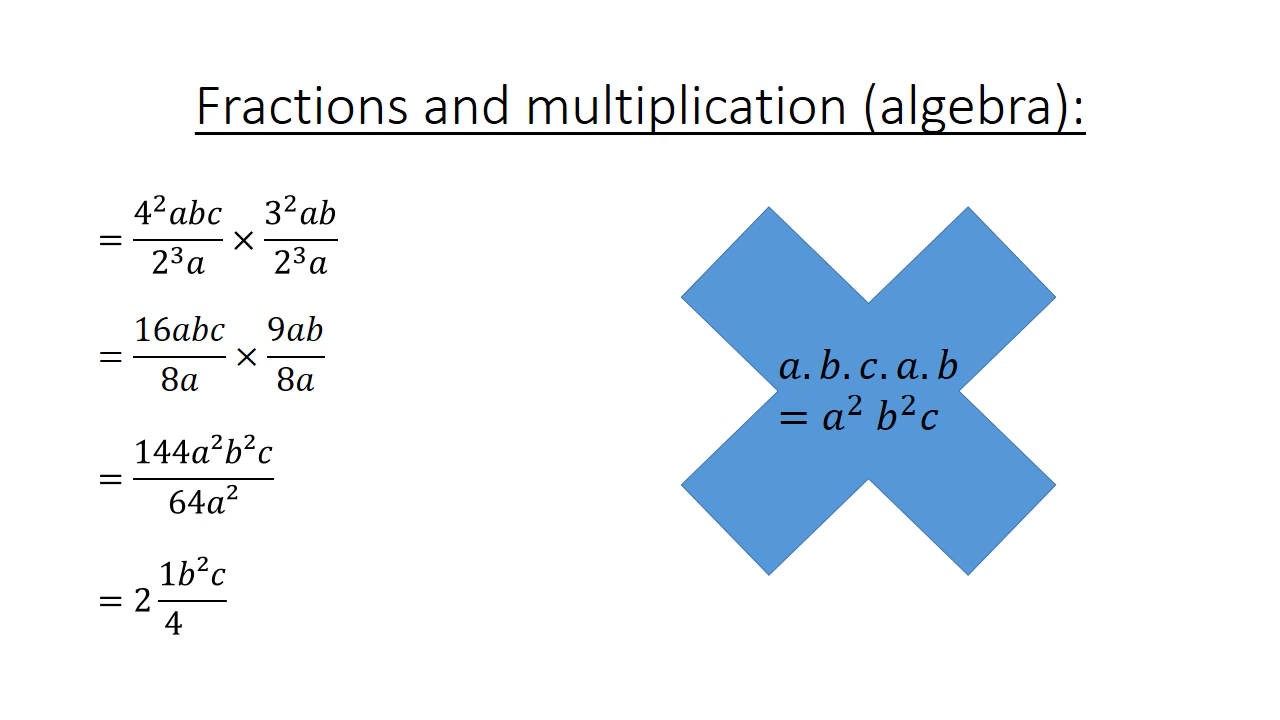 Fractions and multiplication (algebra):
= 4²abc/2³a × 3²ab/2³a
= 16abc/8a × 9ab/8a
= 144a²b²c/64a²
= 2 1b²c/4
a.b.c.a.b
= a² b²c